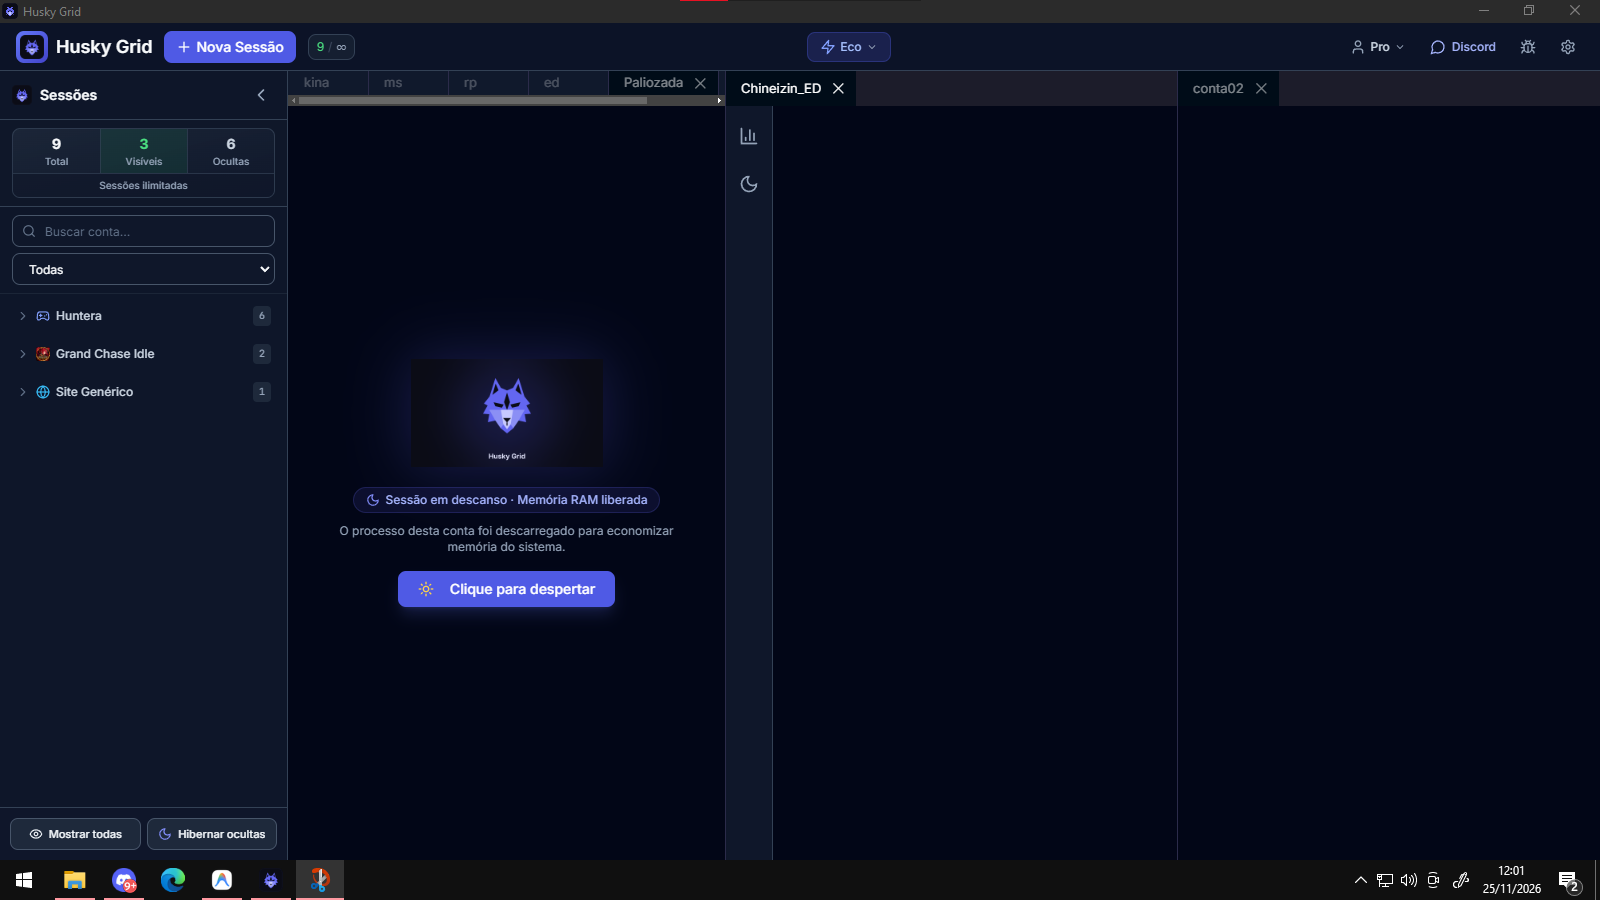 Husky Grid
Husky Grid
Nova Sessão
9 / ∞
Eco
Pro
Discord
Sessões
9
Total
3
Visíveis
6
Ocultas
Sessões ilimitadas
Buscar conta...
Todas
Huntera
6
Grand Chase Idle
2
Site Genérico
1
Mostrar todas
Hibernar ocultas
kina
ms
rp
ed
Paliozada
Husky Grid
Sessão em descanso · Memória RAM liberada
O processo desta conta foi descarregado para economizar
memória do sistema.
Clique para despertar
Chineizin_ED
conta02
9+
12:01
25/11/2026
2